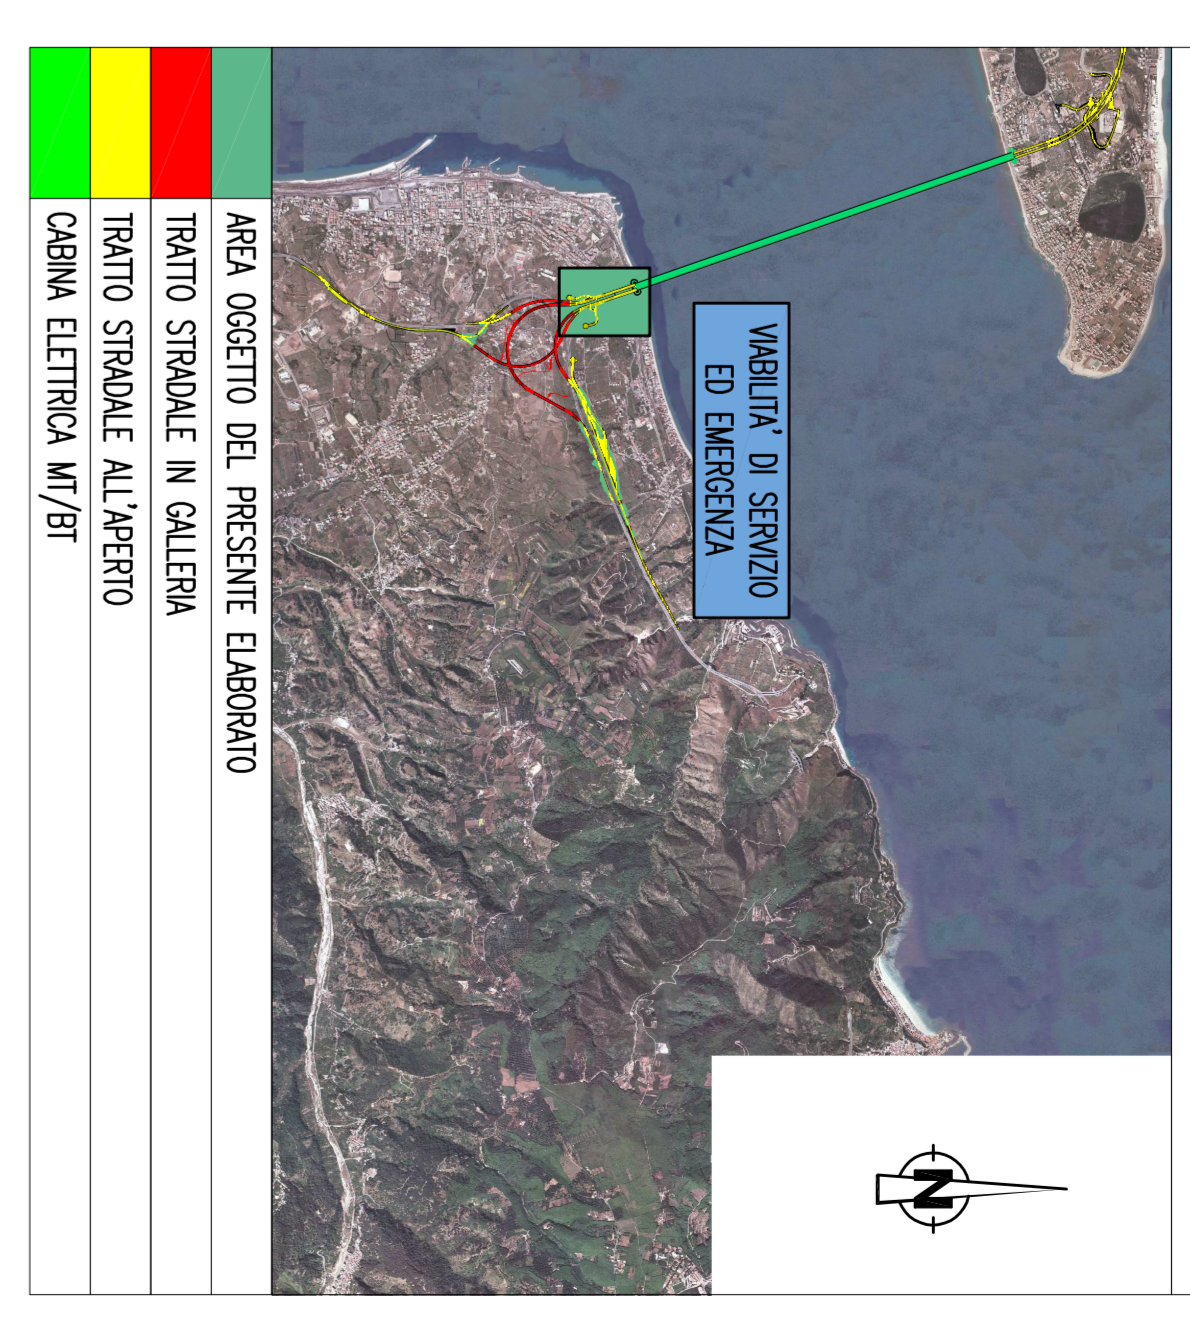 VIABILITA' DI SERVIZIO
ED EMERGENZA
N
AREA OGGETTO DEL PRESENTE ELABORATO
TRATTO STRADALE IN GALLERIA
TRATTO STRADALE ALL'APERTO
CABINA ELETTRICA MT/BT